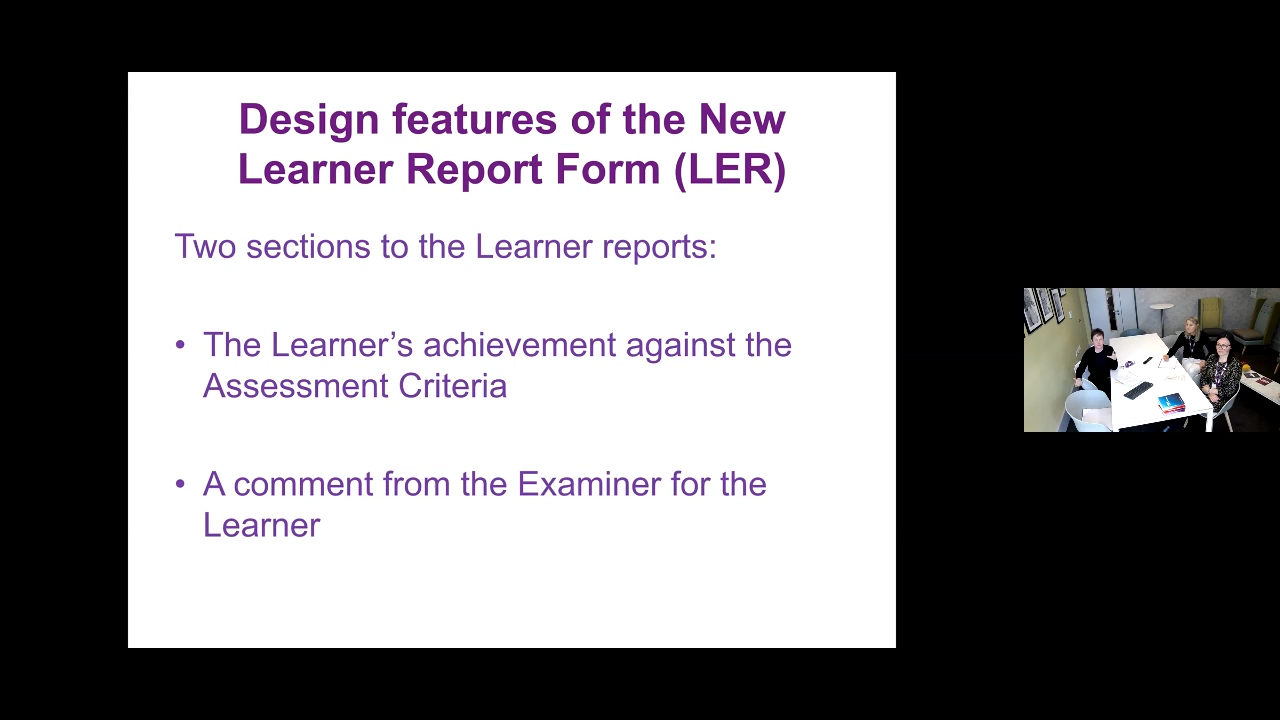 Design features of the New
Learner Report Form (LER)
Two sections to the Learner reports:
• The Learner’s achievement against the
Assessment Criteria
• A comment from the Examiner for the
Learner